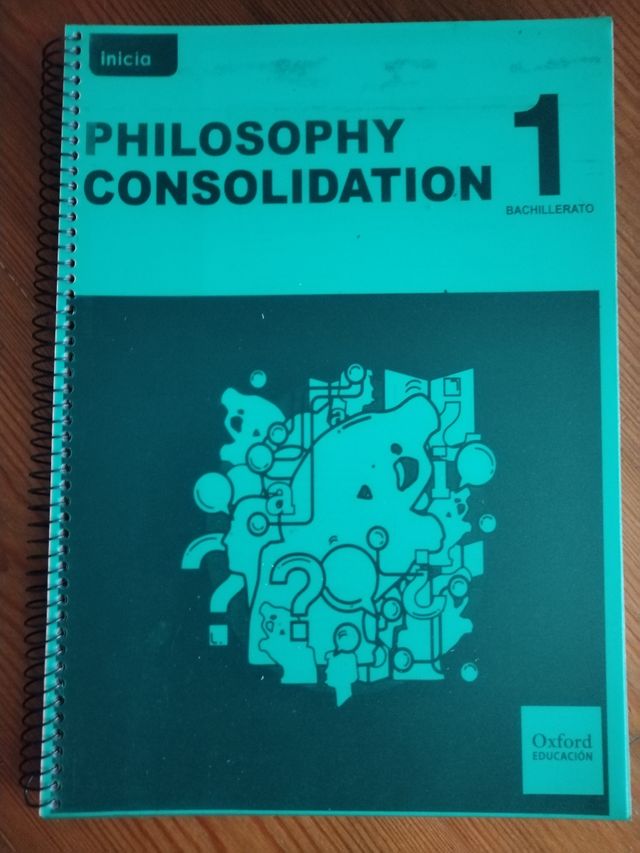 inicia
PHILOSOPHY
CONSOLIDATION
1
BACHILLERATO
a
a
?
?
Oxford
EDUCACIÓN